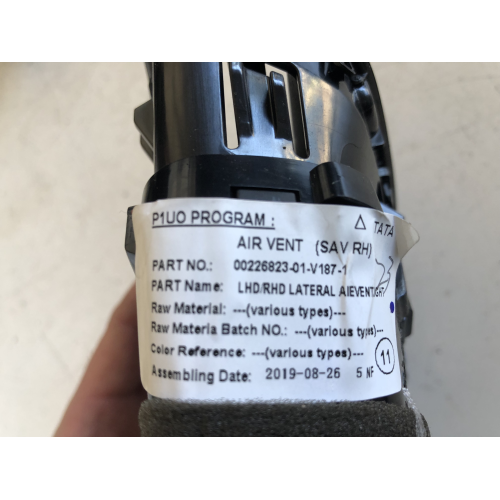 P1UO PROGRAM : △ TATA
AIR VENT (SAV RH)
PART NO.: 00226823-01-V187-1
PART Name: LHD/RHD LATERAL
Raw Material: ---(various types)---
Raw Materia Batch NO.: ---(various types)---
Color Reference: ---(various types)--- 11
Assembling Date: 2019-08-26 5 NF